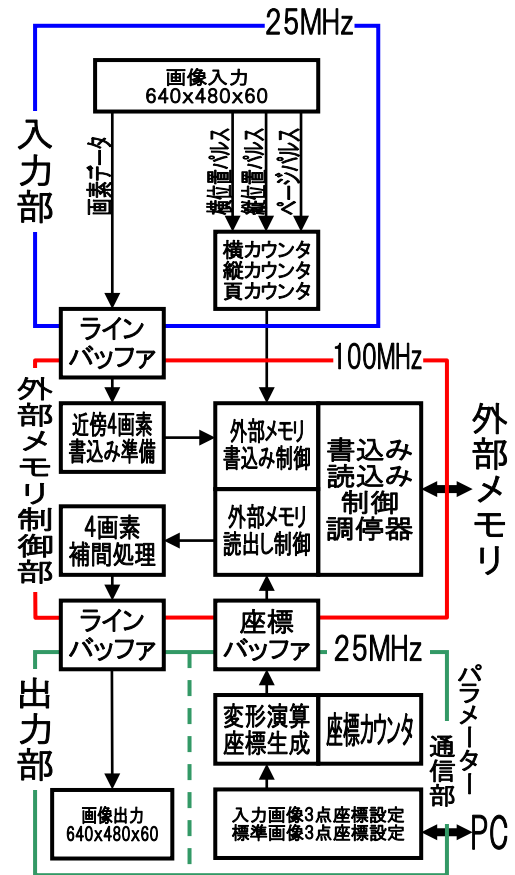 25MHz
画像入力
640x480x60
入力部
画素データ
横位置パルス
縦位置パルス
ページパルス
横カウンタ
縦カウンタ
頁カウンタ
ライン
バッファ
100MHz
外部メモリ制御部
近傍4画素
書込み準備
外部メモリ
書込み制御
書込み
読込み
制御
調停器
外部メモリ
4画素
補間処理
外部メモリ
読出し制御
ライン
バッファ
座標
バッファ
25MHz
出力部
パラメーター
通信部
変形演算
座標生成
座標カウンタ
画像出力
640x480x60
入力画像3点座標設定
標準画像3点座標設定
PC